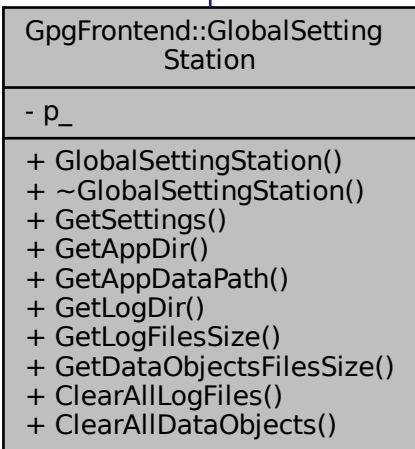 GpgFrontend::GlobalSetting
Station
- p_
+ GlobalSettingStation()
+ ~GlobalSettingStation()
+ GetSettings()
+ GetAppDir()
+ GetAppDataPath()
+ GetLogDir()
+ GetLogFilesSize()
+ GetDataObjectsFilesSize()
+ ClearAllLogFiles()
+ ClearAllDataObjects()